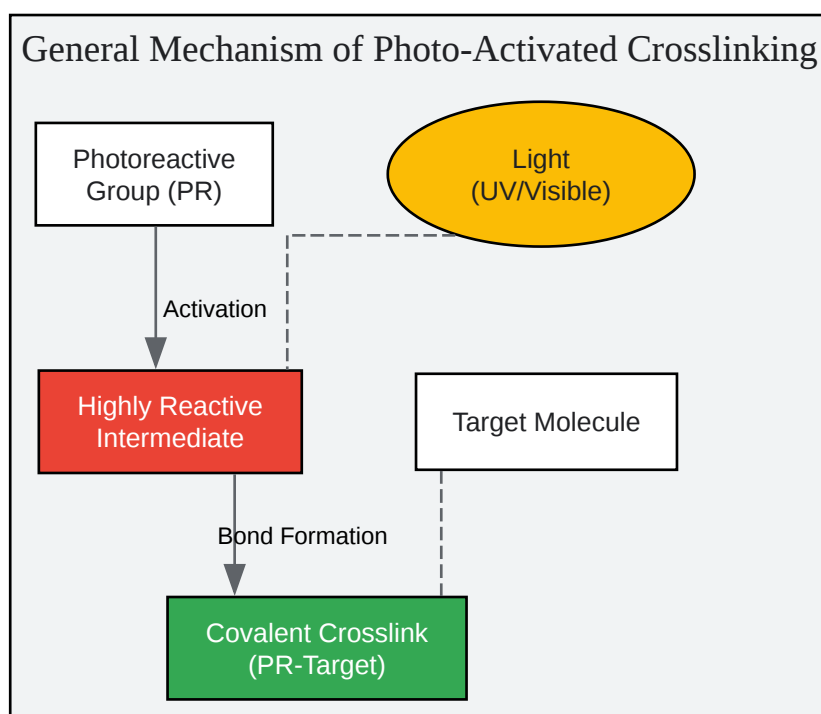 General Mechanism of Photo-Activated Crosslinking
Photoreactive
Group (PR)
Light
(UV/Visible)
Activation
Highly Reactive
Intermediate
Target Molecule
Bond Formation
Covalent Crosslink
(PR-Target)